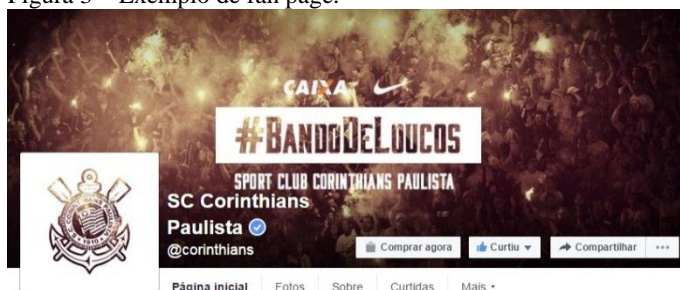 Figura 3 – Exemplo de fan page.
CAIXA
#BANDODELOUCOS
SPORT CLUB CORINTHIANS PAULISTA
SC Corinthians
Paulista
@corinthians
Comprar agora
Curtiu
Compartilhar
Página inicial Fotos Sobre Curtidas Mais